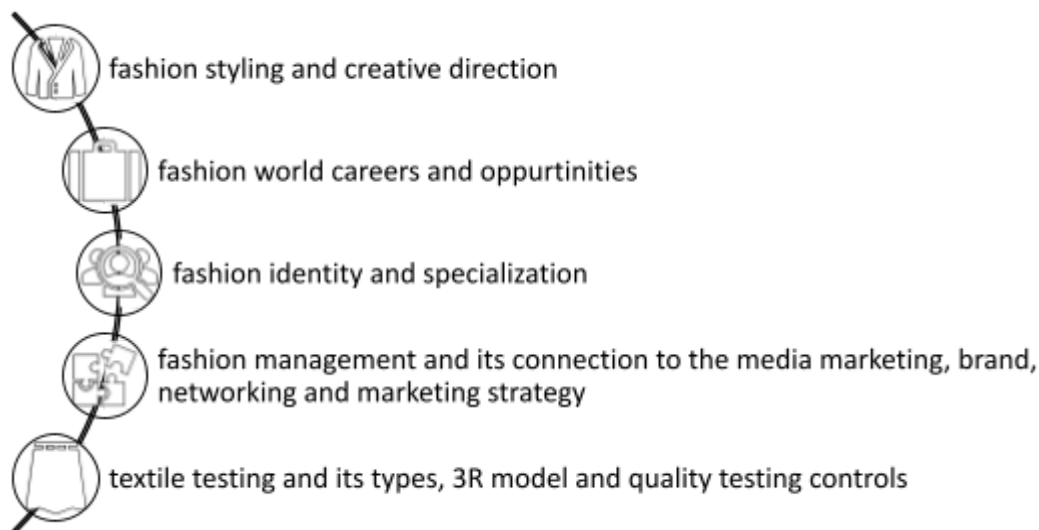 fashion styling and creative direction
fashion world careers and oppurtinities
fashion identity and specialization
fashion management and its connection to the media marketing, brand,
networking and marketing strategy
textile testing and its types, 3R model and quality testing controls